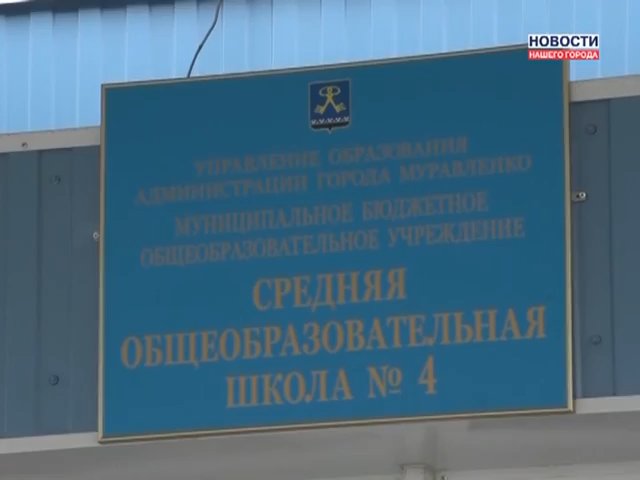 НОВОСТИ
НАШЕГО ГОРОДА
УПРАВЛЕНИЕ ОБРАЗОВАНИЯ
АДМИНИСТРАЦИИ ГОРОДА МУРАВЛЕНКО
МУНИЦИПАЛЬНОЕ БЮДЖЕТНОЕ
ОБЩЕОБРАЗОВАТЕЛЬНОЕ УЧРЕЖДЕНИЕ
СРЕДНЯЯ
ОБЩЕОБРАЗОВАТЕЛЬНАЯ
ШКОЛА № 4